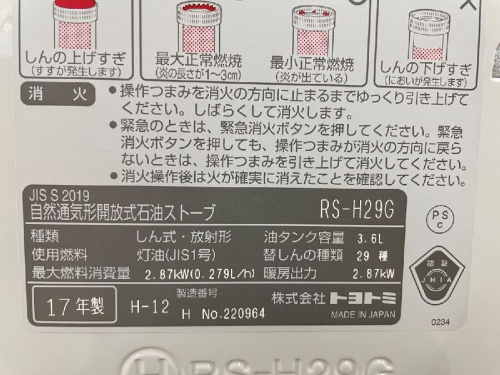 しんの上げすぎ
(すすが発生します)
最大正常燃焼
(炎の長さが1〜3cm)
最小正常燃焼
(炎が出ている)
しんの下げすぎ
(においが発生します)
消火
● 操作つまみを消火の方向に止まるまでゆっくり引き上げて
ください。しばらくして消火します。
● 緊急のときは、緊急消火ボタンを押してください。緊急
消火ボタンを押しても、操作つまみが消火の方向に戻
らないときは、操作つまみを引き上げて消火してください。
● 消火操作後は火が確実に消えたことを確認してください。
JIS S 2019
自然通気形開放式石油ストーブ RS-H29G
種類 しん式・放射形 油タンク容量 3.6L
使用燃料 灯油(JIS1号) 替しんの種類 29 種
最大燃料消費量 2.87kW(0.279L/h) 暖房出力 2.87kW
17年製 H-12 製造番号 H No.220964
株式会社 トヨトミ
MADE IN JAPAN
PS
C
認証
JHIA
0234
H RS-H29G